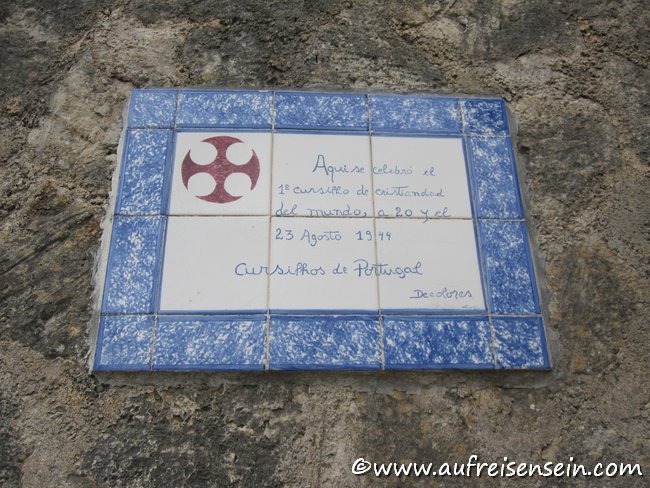 Aqui se celebró el
1º cursillo de cristiandad
del mundo, a 20 y el
23 Agosto 1944
Cursilhos de Portugal
Decolores
©www.aufreisensein.com